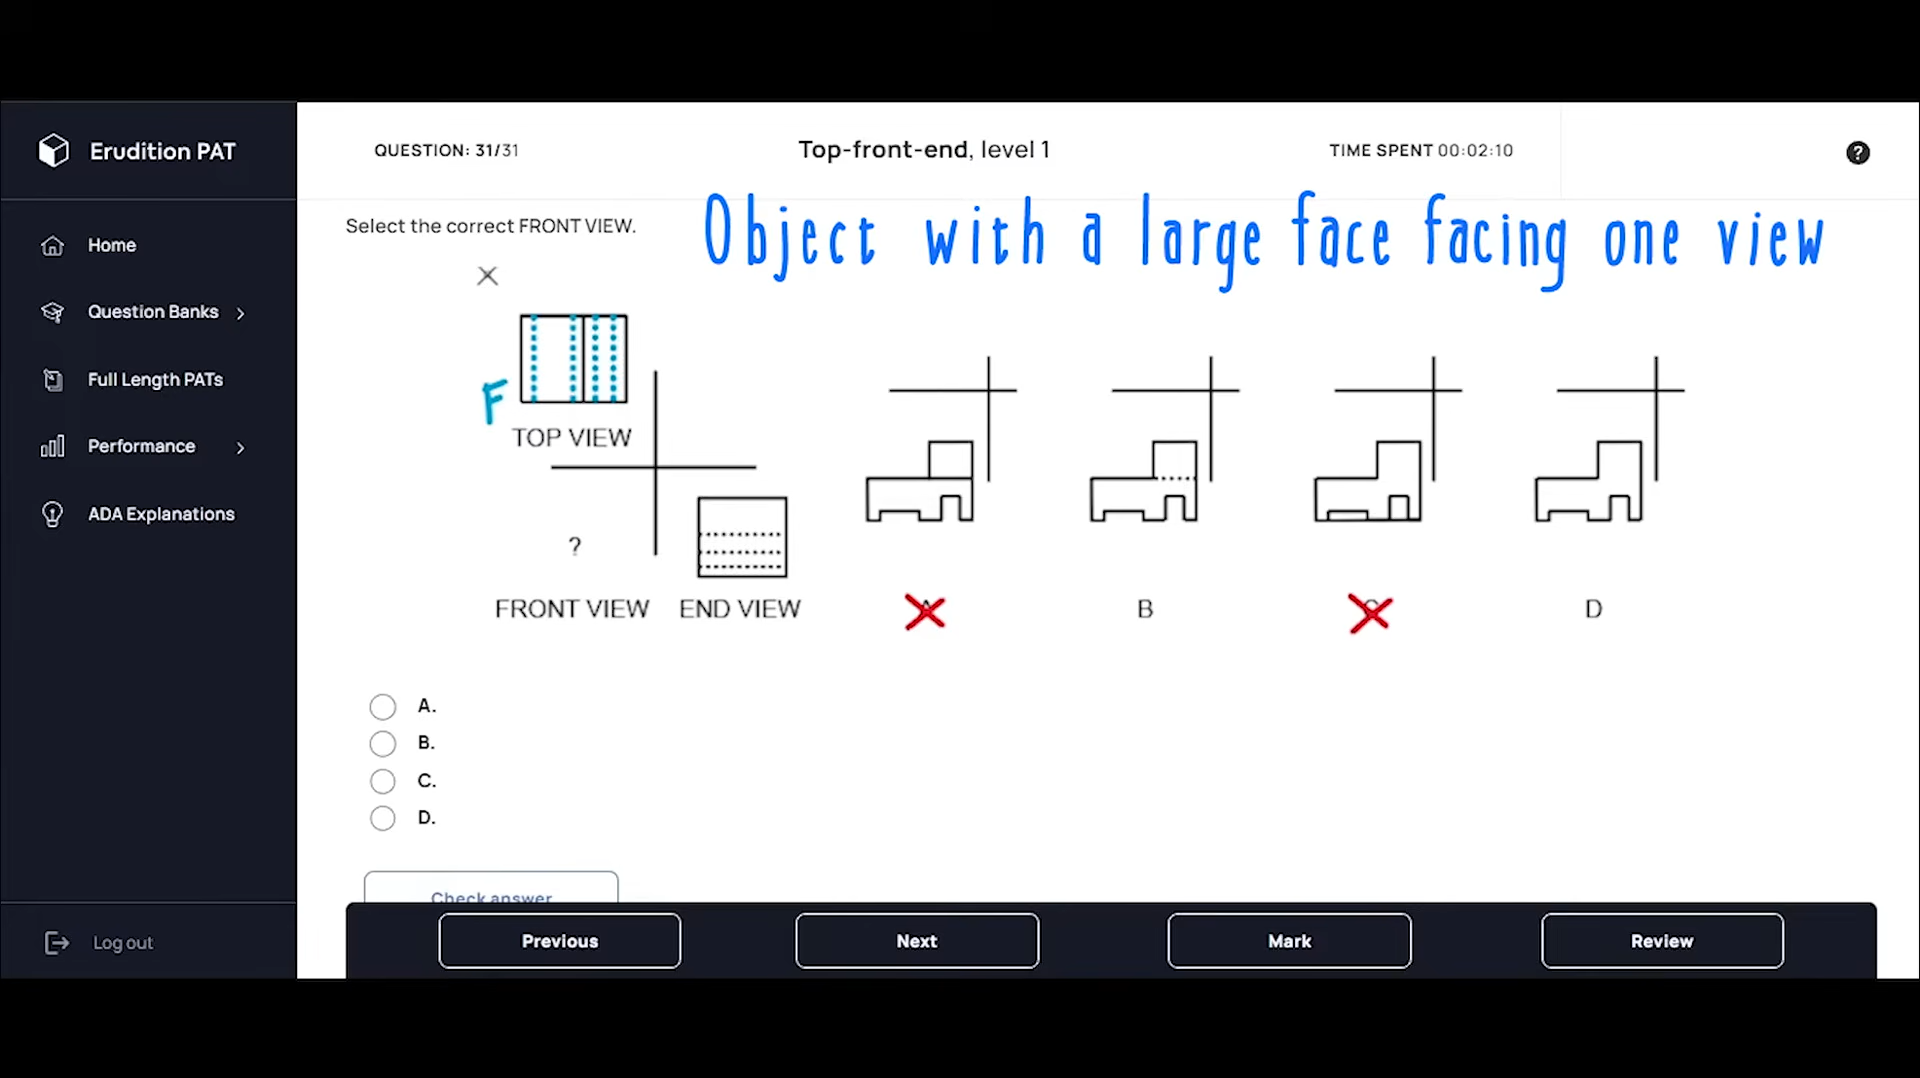 Erudition PAT
QUESTION: 31/31
Top-front-end, level 1
TIME SPENT 00:02:10
?
Home
Question Banks
Full Length PATs
Performance
ADA Explanations
Log out
Select the correct FRONT VIEW.
Object with a large face facing one view
F
TOP VIEW
?
FRONT VIEW
END VIEW
B
D
A.
B.
C.
D.
Check answer
Previous
Next
Mark
Review